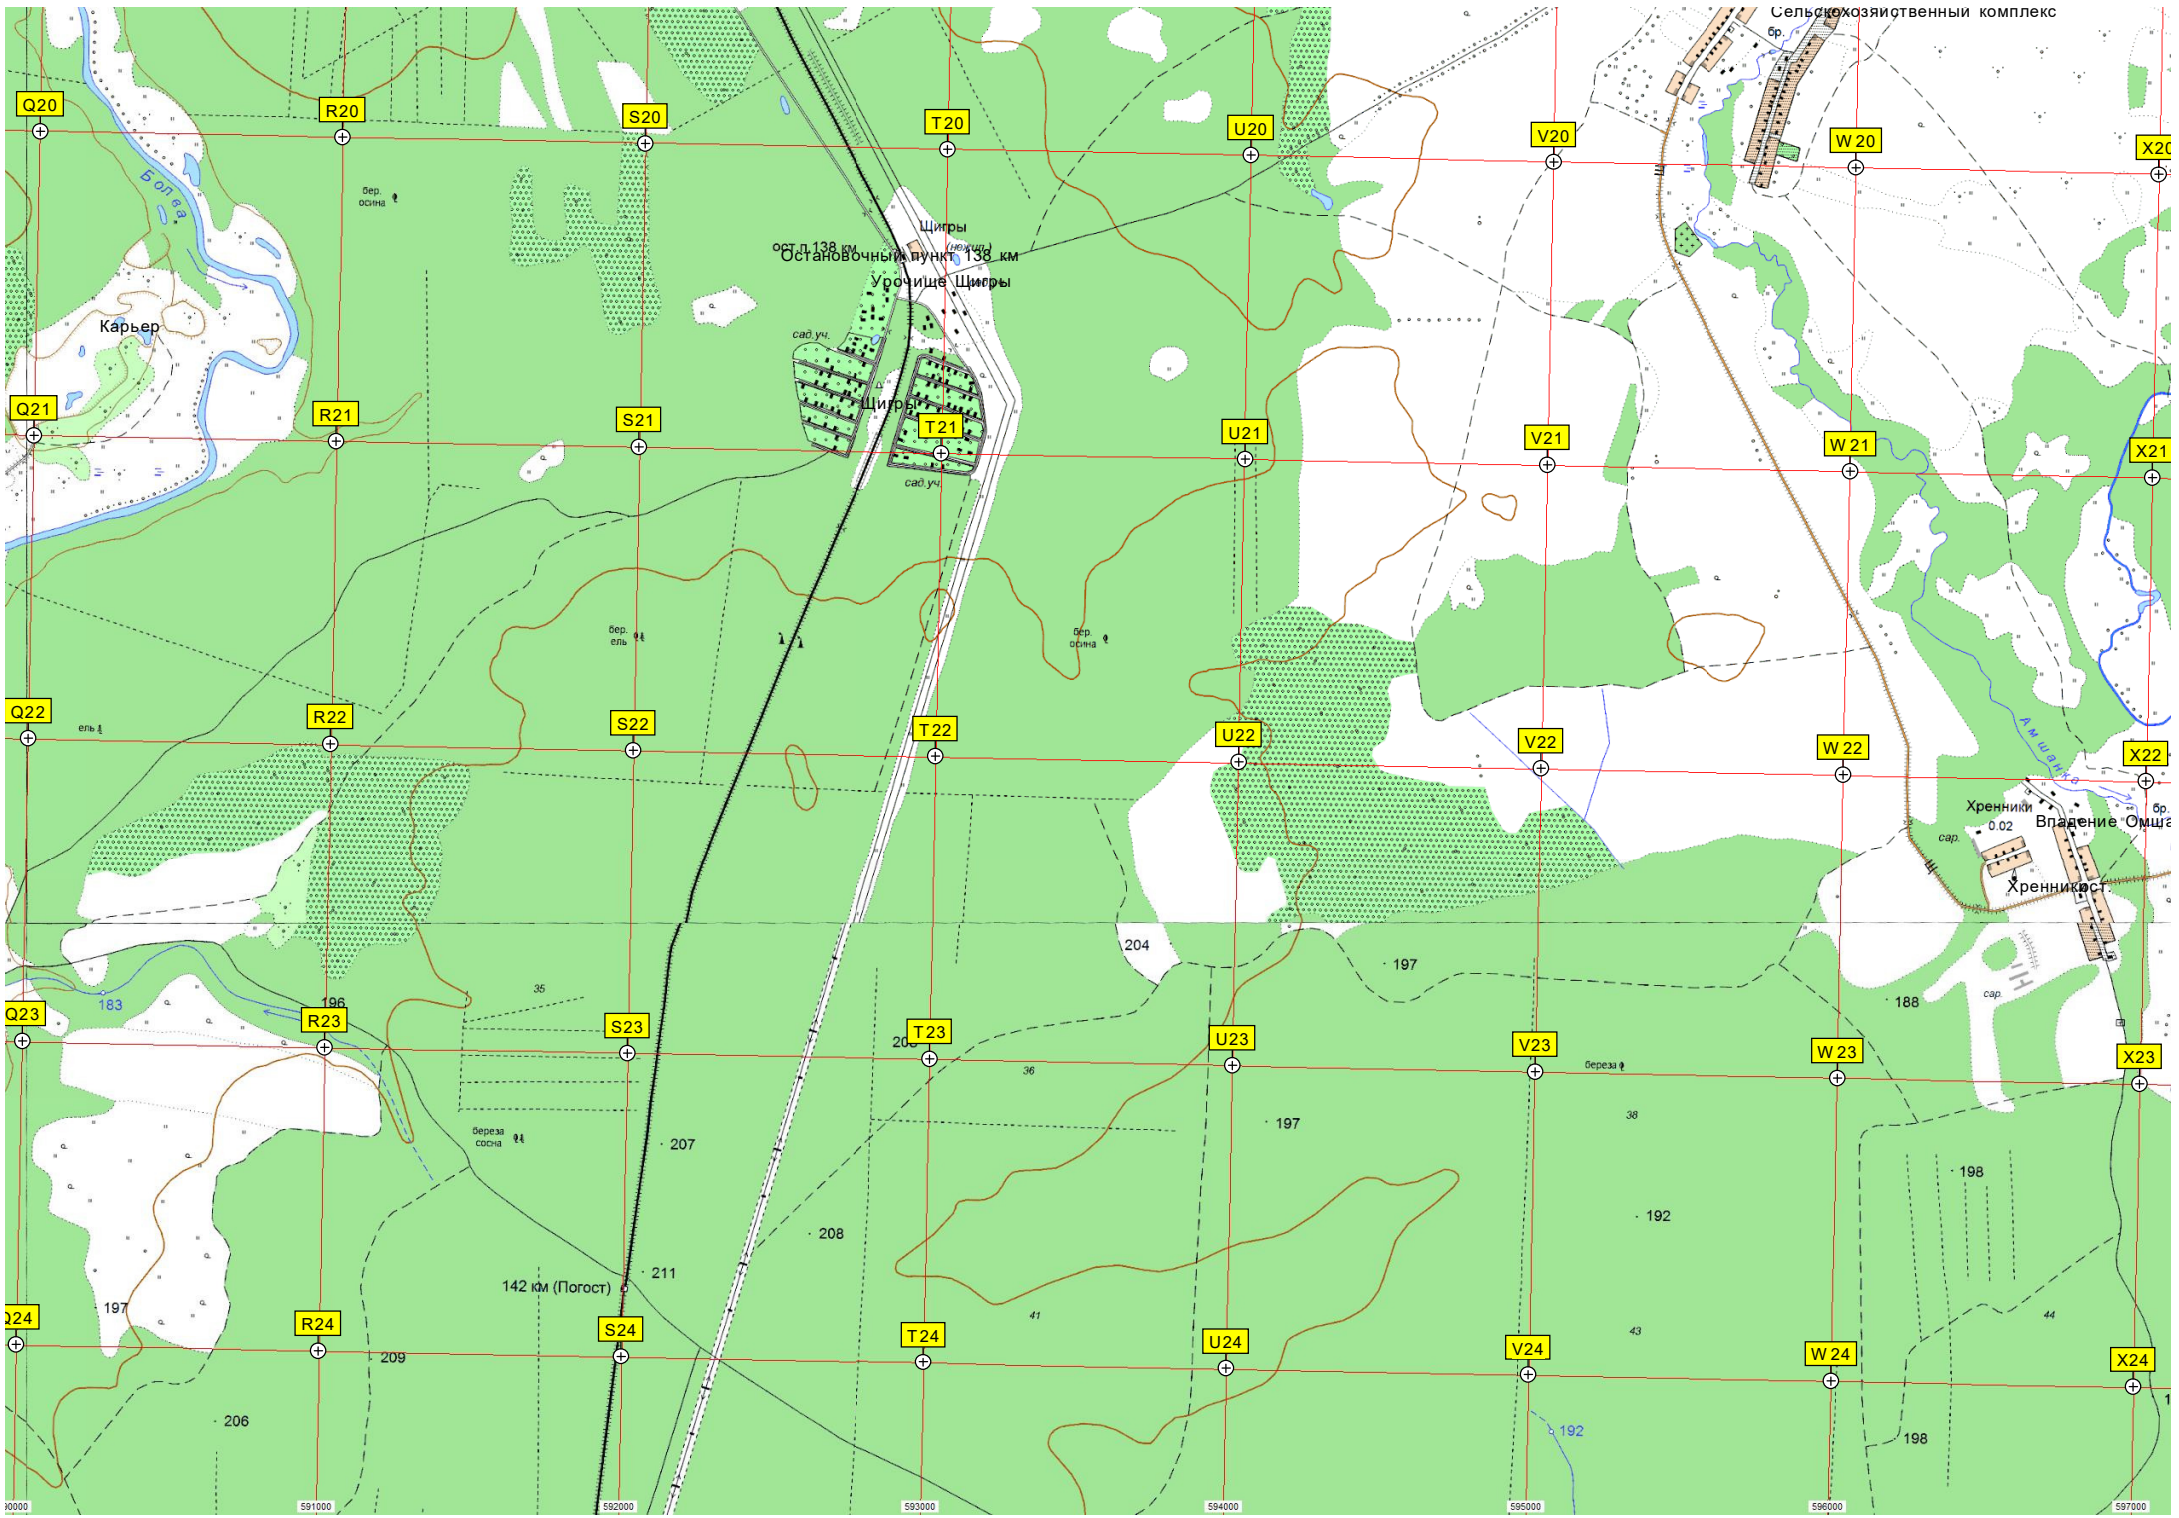 Сельскохозяйственный комплекс
бр.
Q20
R20
S20
T20
U20
V20
W20
X20
Болва
бер.
осина
Щигры
(нежил.)
ост.п.138 км
Остановочный пункт 138 км
Урочище Щигры
Карьер
сад.уч.
Щигры
Q21
R21
S21
T21
U21
V21
W21
X21
сад.уч.
бер.
ель
бер.
осина
Q22
R22
S22
T22
U22
V22
W22
X22
ель
Амшанка
Хренники
0.02
бр.
Впадение Омша
сар.
Хренники
ост.
204
197
35
183
196
188
сар.
Q23
R23
S23
T23
U23
V23
W23
X23
36
береза
38
береза
сосна
207
197
198
192
208
211
142 км (Погост)
197
41
43
44
Q24
R24
S24
T24
U24
V24
W24
X24
209
206
192
198
591000
592000
593000
594000
595000
596000
597000